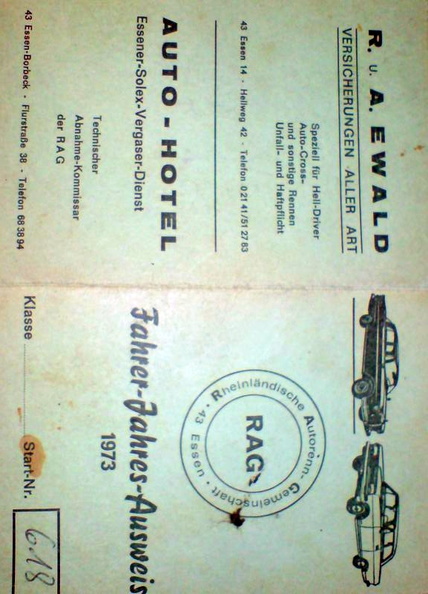 R. u. A. EWALD
VERSICHERUNGEN ALLER ART
Speziell für Hell-Driver
Auto-Cross-
und sonstige Rennen
Unfall- und Haftpflicht
43 Essen 14 - Hellweg 42 - Telefon 0 21 41/51 27 63
AUTO-HOTEL
Essener-Solex-Vergaser-Dienst
Technischer
Abnahme-Kommissar
der RAG
43 Essen-Borbeck - Flurstraße 38 - Telefon 68 38 94
Rheinländische Autorenn-Gemeinschaft
· 43 Essen ·
RAG
Fahrer-Jahres-Ausweis
1973
Klasse Start-Nr. 618